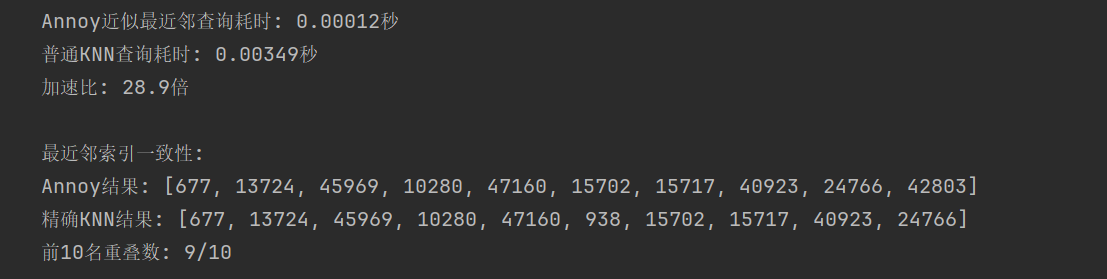 Annoy近似最近邻查询耗时: 0.00012秒
普通KNN查询耗时: 0.00349秒
加速比: 28.9倍
最近邻索引一致性:
Annoy结果: [677, 13724, 45969, 10280, 47160, 15702, 15717, 40923, 24766, 42803]
精确KNN结果: [677, 13724, 45969, 10280, 47160, 938, 15702, 15717, 40923, 24766]
前10名重叠数: 9/10